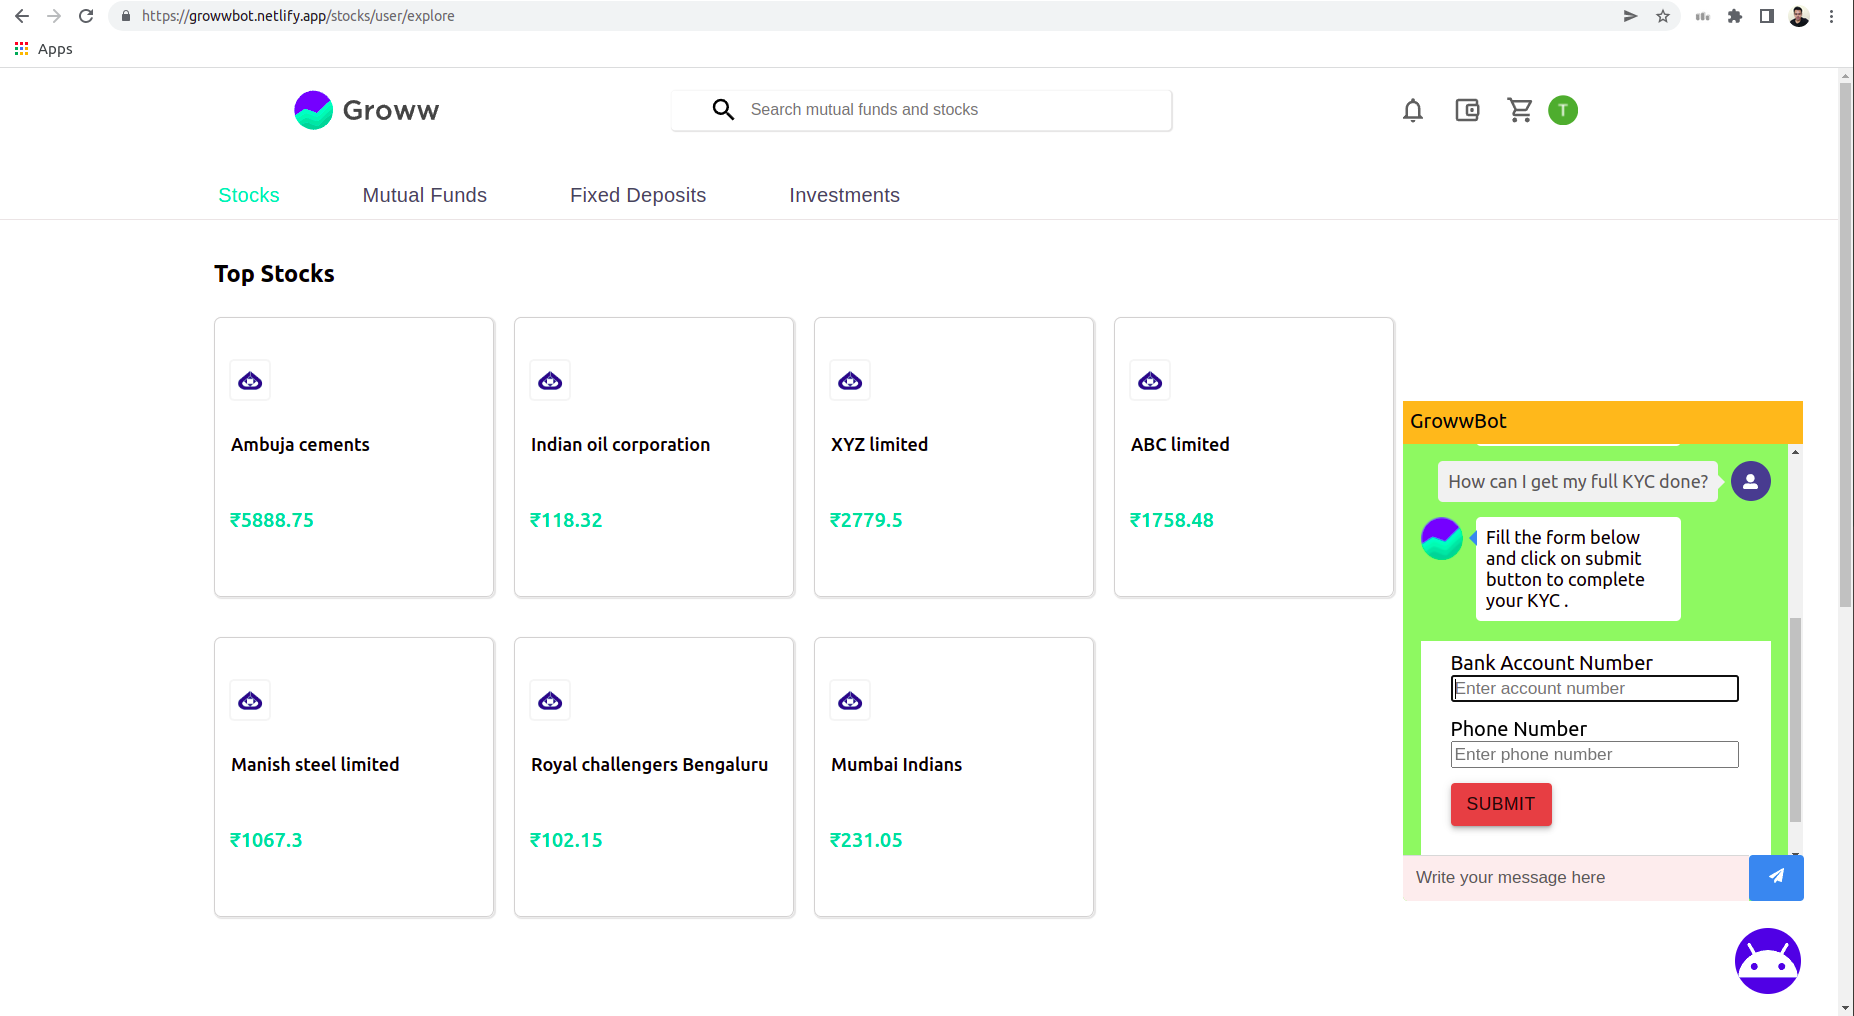 https://growwbot.netlify.app/stocks/user/explore
Apps
Groww
Search mutual funds and stocks
T
Stocks
Mutual Funds
Fixed Deposits
Investments
Top Stocks
Ambuja cements
₹5888.75
Indian oil corporation
₹118.32
XYZ limited
₹2779.5
ABC limited
₹1758.48
Manish steel limited
₹1067.3
Royal challengers Bengaluru
₹102.15
Mumbai Indians
₹231.05
GrowwBot
How can I get my full KYC done?
Fill the form below
and click on submit
button to complete
your KYC .
Bank Account Number
Enter account number
Phone Number
Enter phone number
SUBMIT
Write your message here